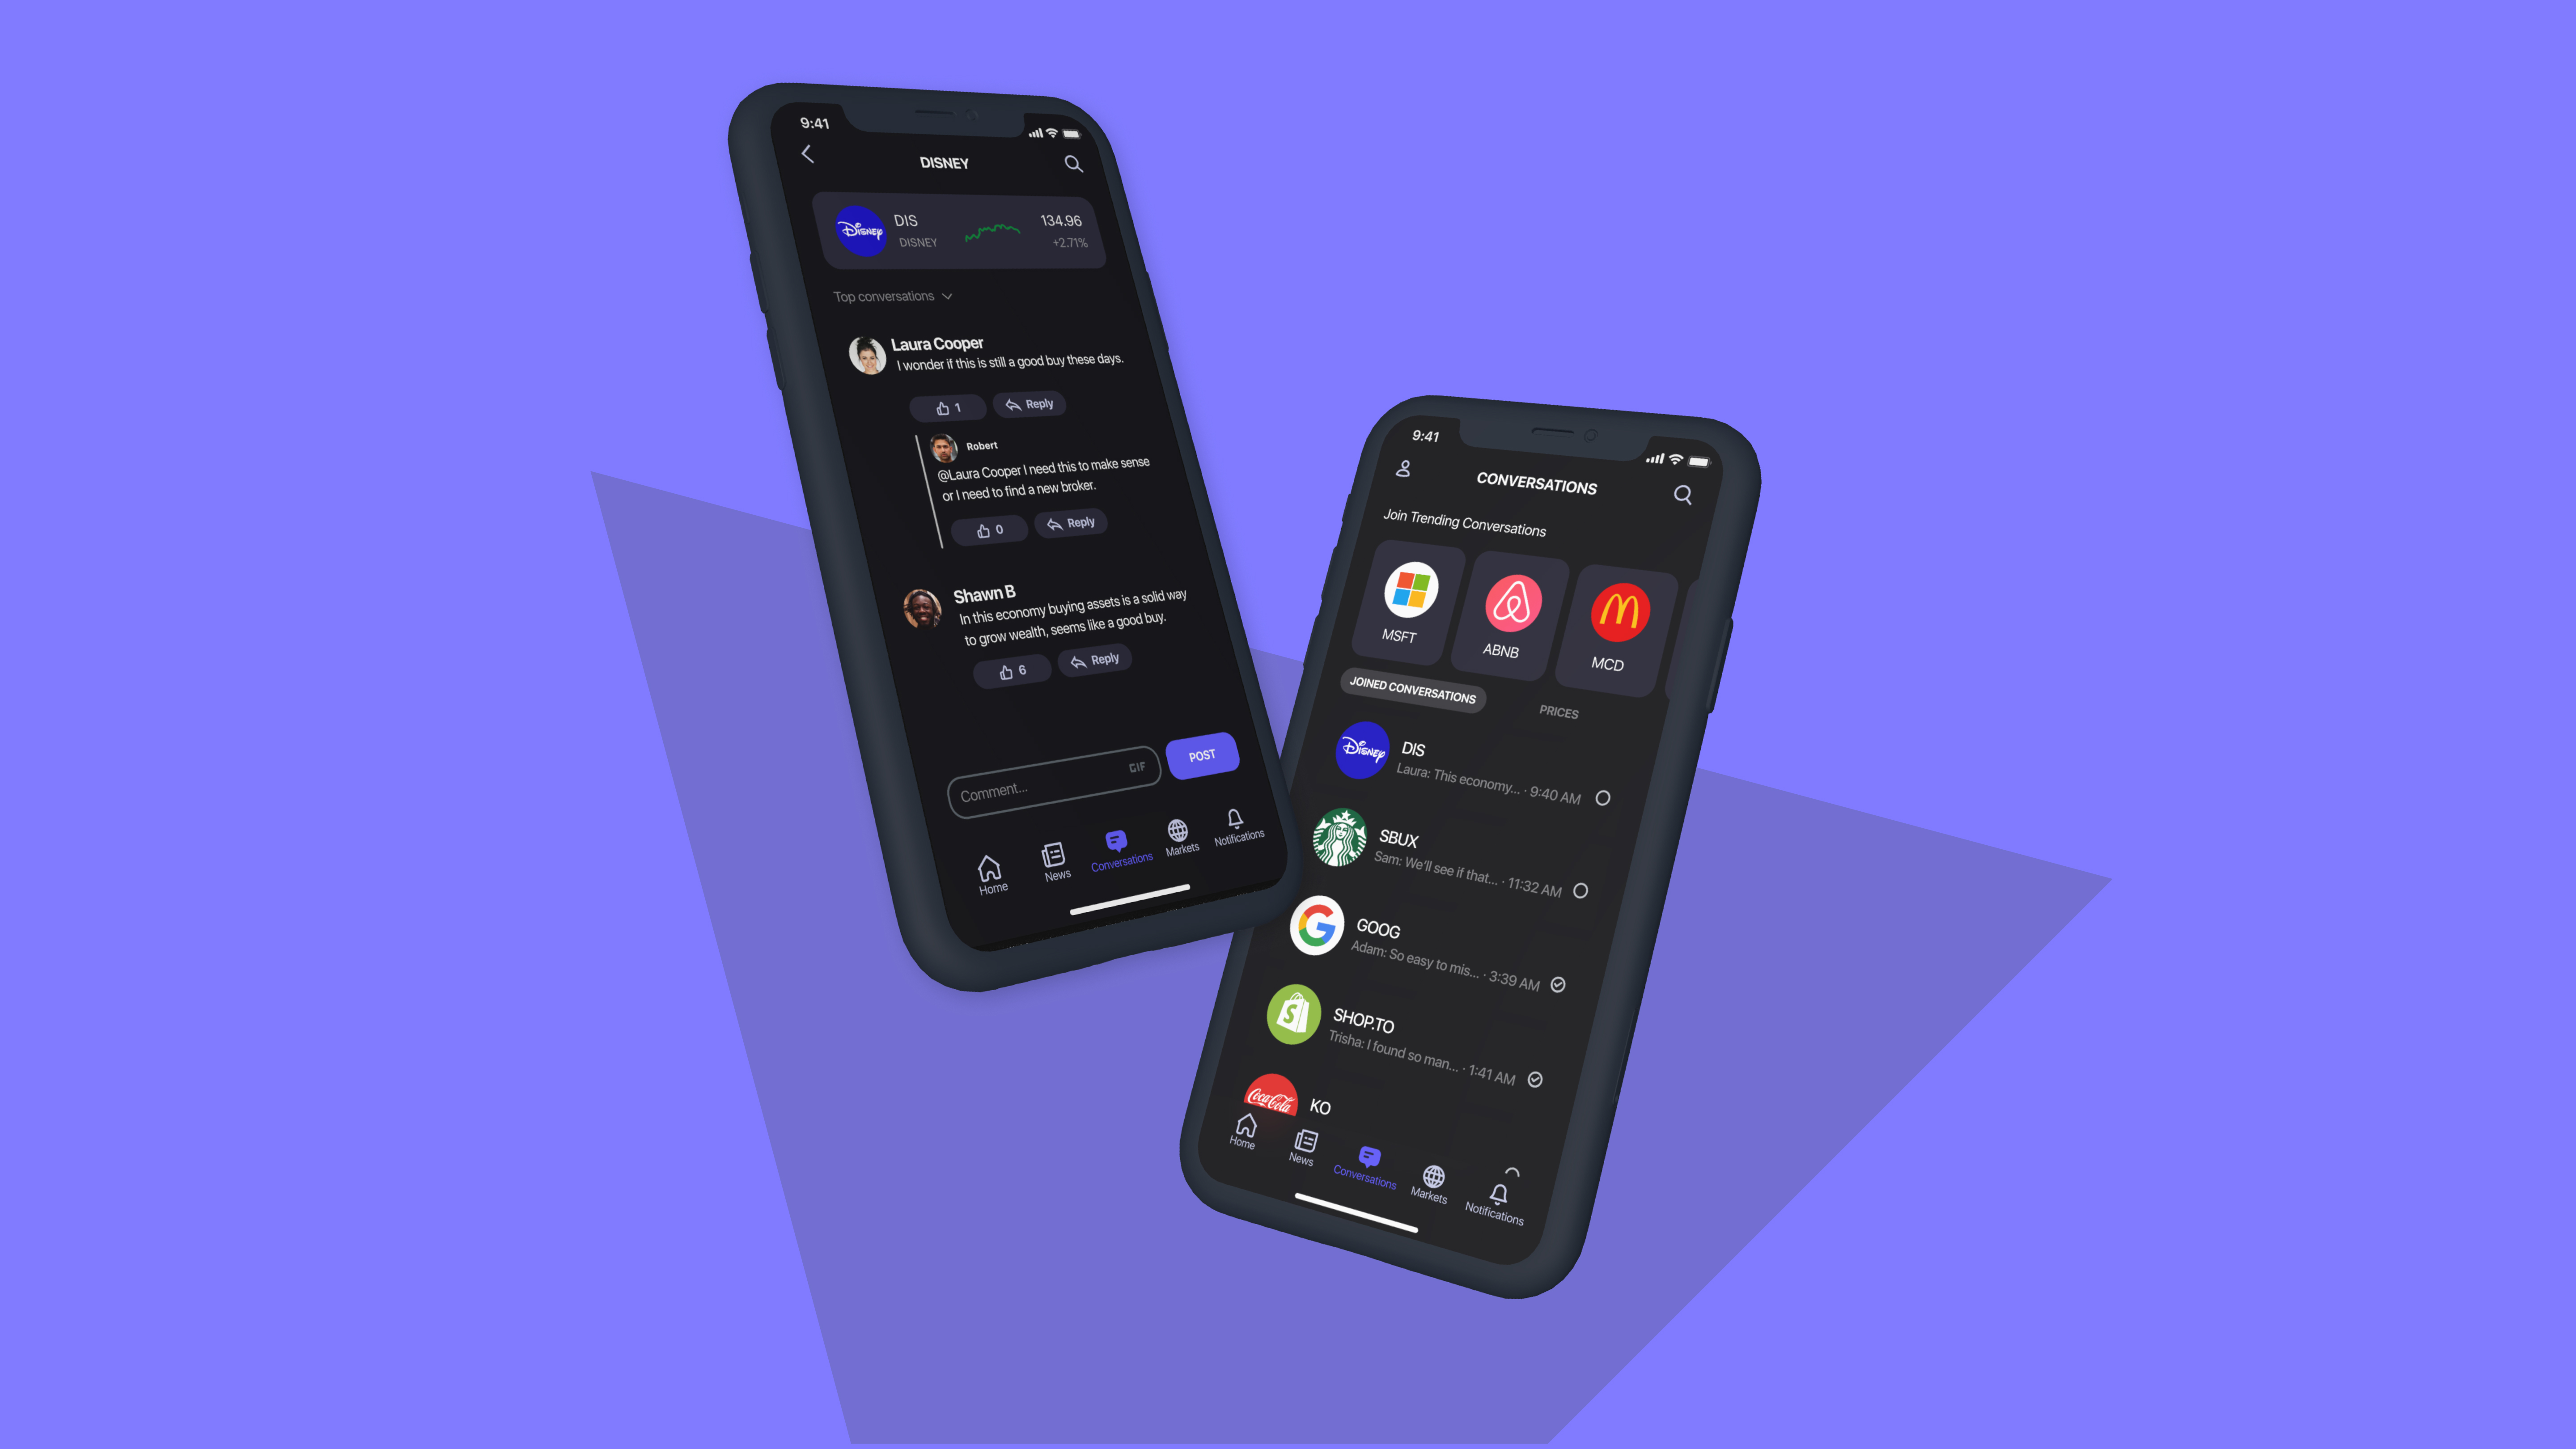 9:41
DISNEY
Disney
DIS
134.96
DISNEY
+2.71%
Top conversations
Laura Cooper
I wonder if this is still a good buy these days.
1
Reply
Robert
@Laura Cooper I need this to make sense
or I need to find a new broker.
0
Reply
Shawn B
In this economy buying assets is a solid way
to grow wealth, seems like a good buy.
6
Reply
Comment...
GIF
POST
Home
News
Conversations
Markets
Notifications
9:41
CONVERSATIONS
Join Trending Conversations
MSFT
ABNB
MCD
JOINED CONVERSATIONS
PRICES
Disney
DIS
Laura: This economy... · 9:40 AM
SBUX
Sam: We'll see if that... · 11:32 AM
GOOG
Adam: So easy to mis... · 3:39 AM
SHOP.TO
Trisha: I found so man... · 1:41 AM
Coca-Cola
KO
Home
News
Conversations
Markets
Notifications